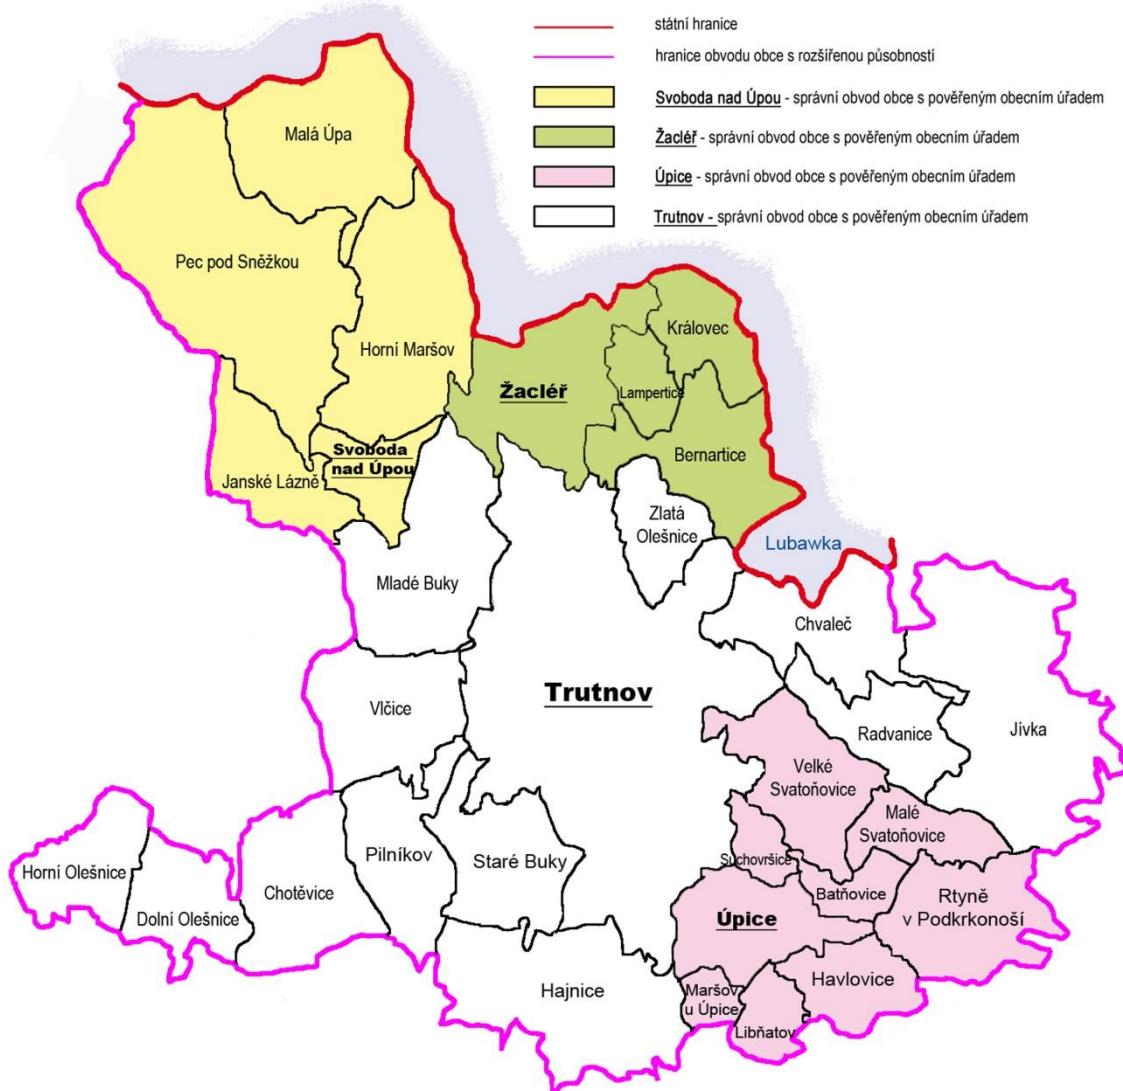 státní hranice
hranice obvodu obce s rozšířenou působností
Svoboda nad Úpou - správní obvod obce s pověřeným obecním úřadem
Žacléř - správní obvod obce s pověřeným obecním úřadem
Úpice - správní obvod obce s pověřeným obecním úřadem
Trutnov - správní obvod obce s pověřeným obecním úřadem
Malá Úpa
Pec pod Sněžkou
Horní Maršov
Královec
Žacléř
Lampertice
Svoboda
nad Úpou
Bernartice
Janské Lázně
Zlatá
Olešnice
Lubawka
Mladé Buky
Chvaleč
Trutnov
Vlčice
Radvanice
Jívka
Velké
Svatoňovice
Malé
Svatoňovice
Pilníkov
Staré Buky
Suchovršice
Horní Olešnice
Chotěvice
Batňovice
Rtyně
v Podkrkonoší
Dolní Olešnice
Úpice
Havlovice
Maršov
u Úpice
Hajnice
Libňatov